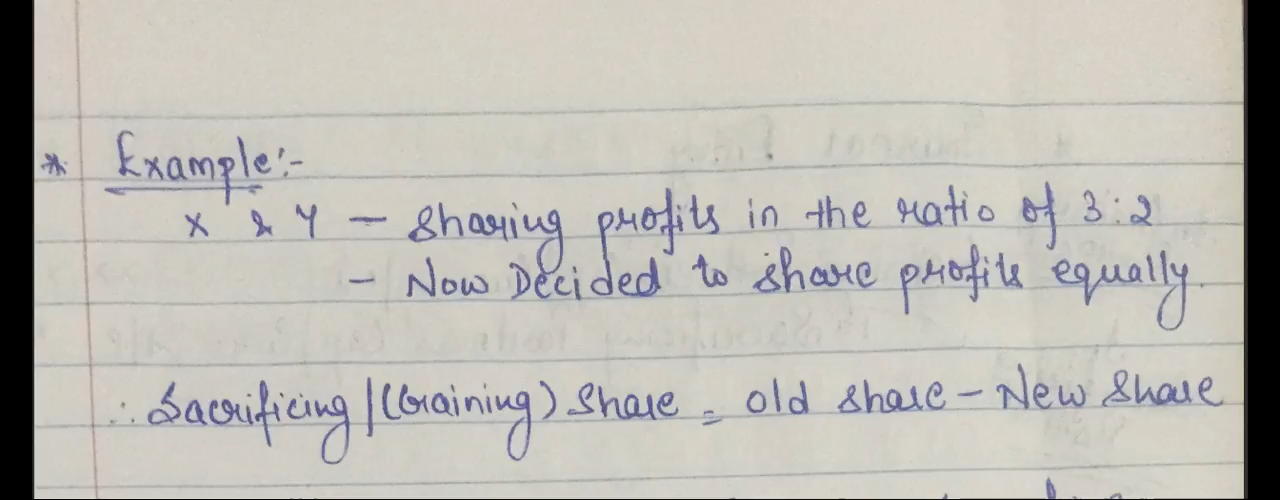 * Example:-
X & Y - Sharing profits in the ratio of 3:2
- Now Decided to share profits equally.
∴ Sacrificing/(Gaining) Share = old share - New Share